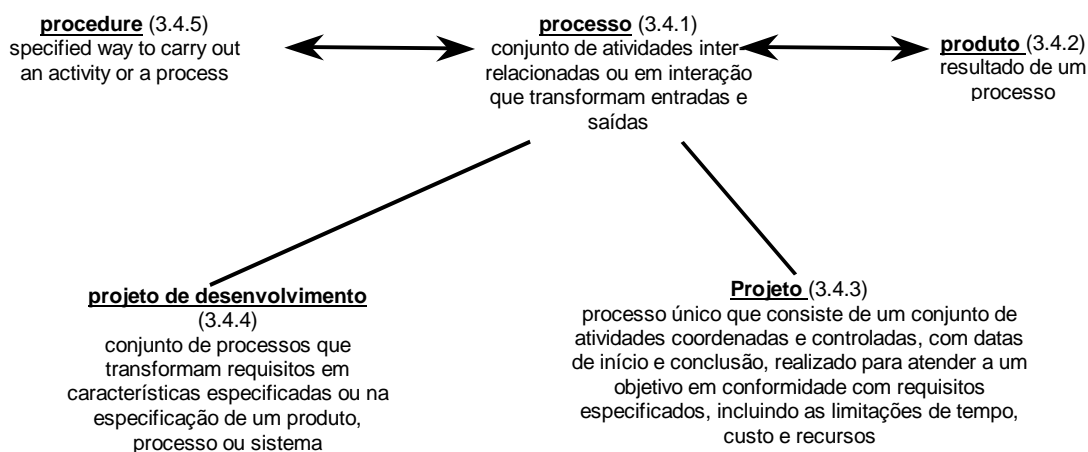 procedure (3.4.5)
specified way to carry out
an activity or a process
processo (3.4.1)
conjunto de atividades inter
relacionadas ou em interação
que transformam entradas e
saídas
produto (3.4.2)
resultado de um
processo
projeto de desenvolvimento
(3.4.4)
conjunto de processos que
transformam requisitos em
características especificadas ou na
especificação de um produto,
processo ou sistema
Projeto (3.4.3)
processo único que consiste de um conjunto de
atividades coordenadas e controladas, com datas
de início e conclusão, realizado para atender a um
objetivo em conformidade com requisitos
especificados, incluindo as limitações de tempo,
custo e recursos